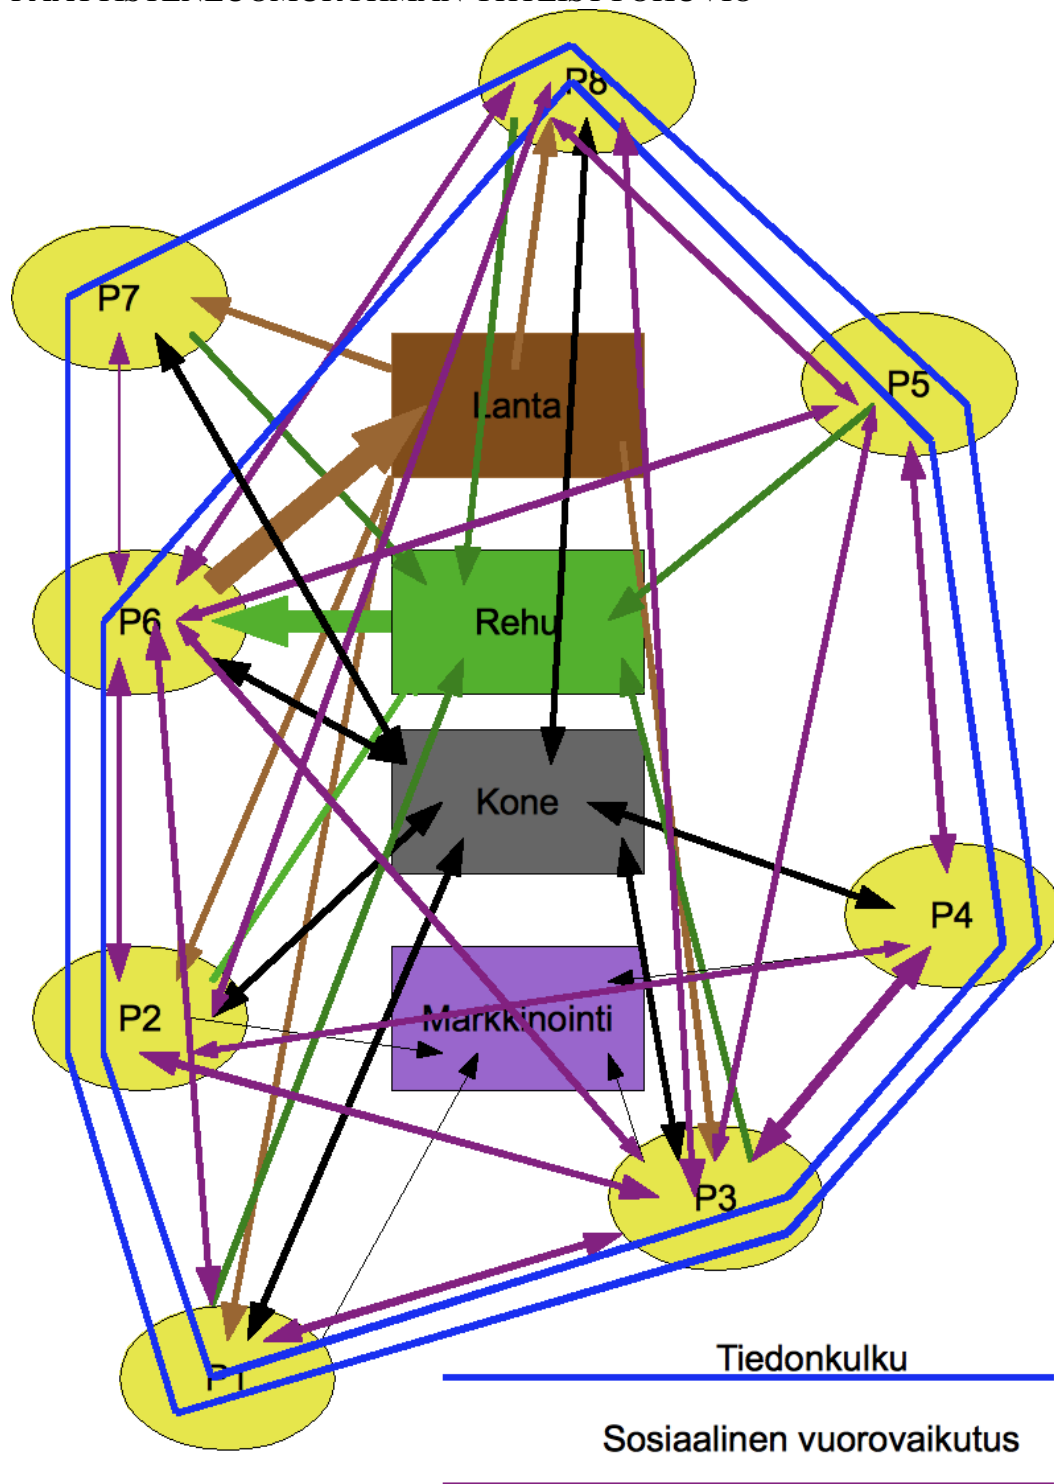 P8
P7
P5
Lanta
P6
Rehu
Kone
P4
P2
Markkinointi
P3
P1
Tiedonkulku
Sosiaalinen vuorovaikutus